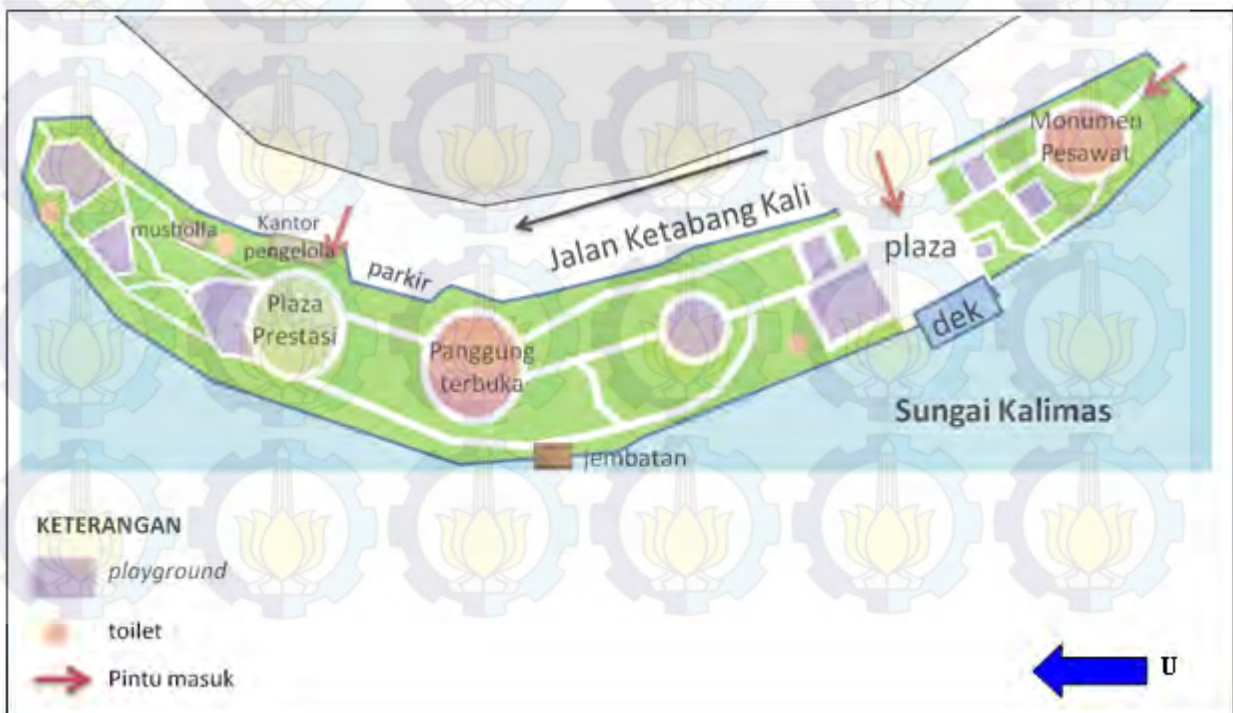 Monumen
Pesawat
Jalan Ketabang Kali
plaza
dek
musholla
Kantor
pengelola
parkir
Plaza
Prestasi
Panggung
terbuka
Sungai Kalimas
jembatan
KETERANGAN
playground
toilet
Pintu masuk
U